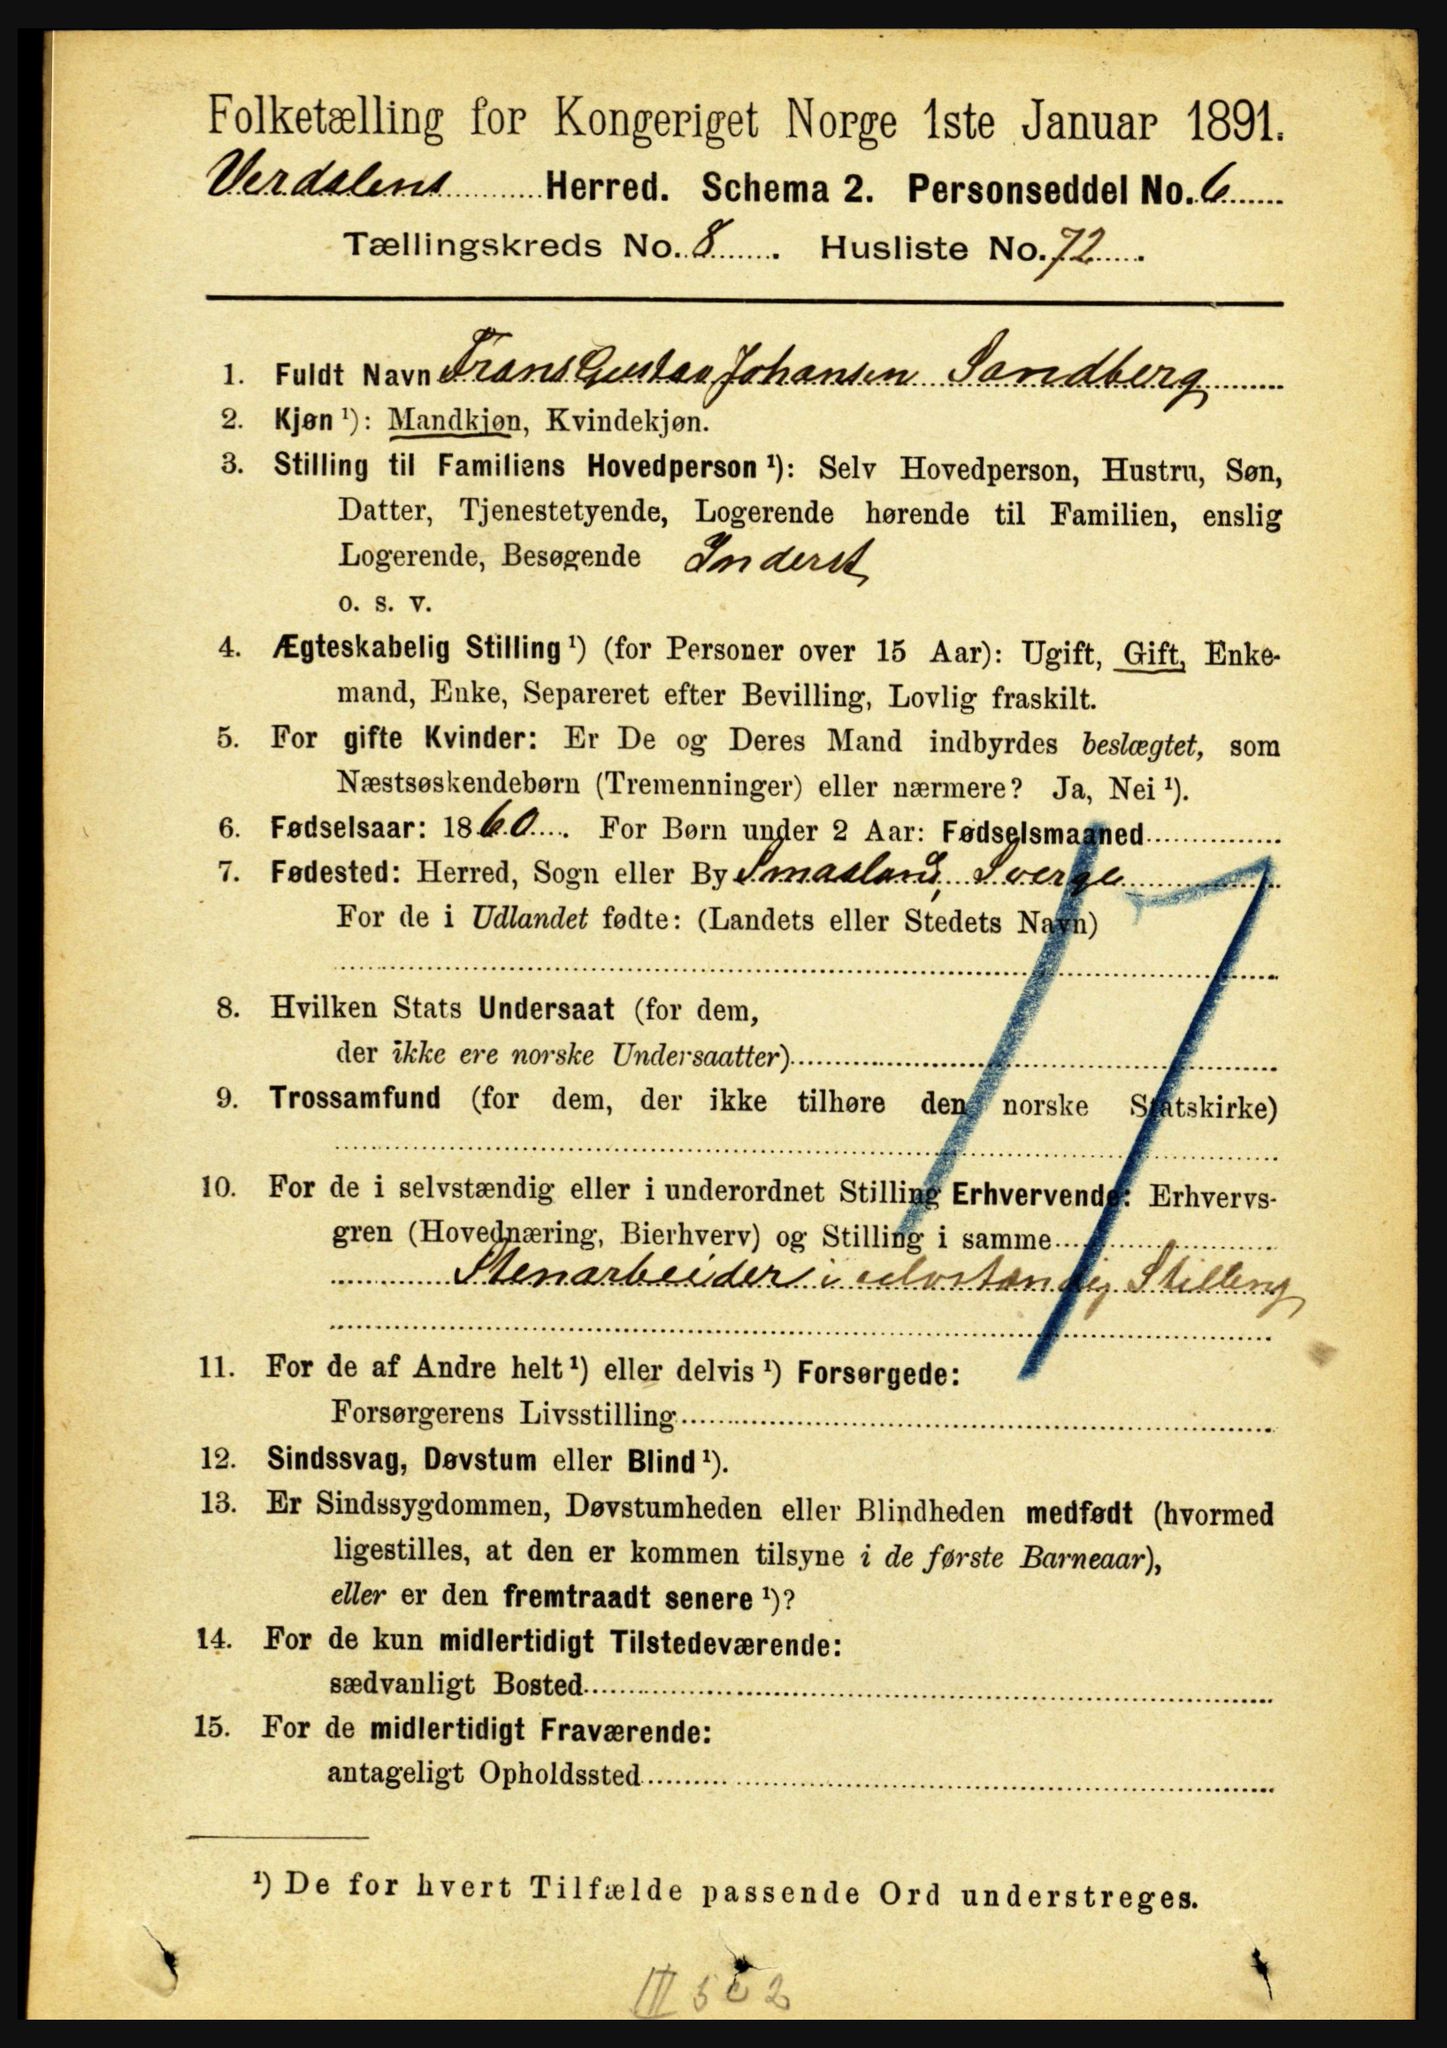 Folketælling for Kongeriget Norge 1ste Januar 1891.
Verdalens Herred. Schema 2. Personseddel No. 6
Tællingskreds No. 8. Husliste No. 72.
1. Fuldt Navn Frans Gustav Johansen Sandberg
2. Kjøn ¹): Mandkjøn, Kvindekjøn.
3. Stilling til Familiens Hovedperson ¹): Selv Hovedperson, Hustru, Søn,
Datter, Tjenestetyende, Logerende hørende til Familien, enslig
Logerende, Besøgende Inderst
o. s. v.
4. Ægteskabelig Stilling ¹) (for Personer over 15 Aar): Ugift, Gift, Enke-
mand, Enke, Separeret efter Bevilling, Lovlig fraskilt.
5. For gifte Kvinder: Er De og Deres Mand indbyrdes beslægtet, som
Næstsøskendebørn (Tremenninger) eller nærmere? Ja, Nei ¹).
6. Fødselsaar: 1860. For Børn under 2 Aar: Fødselsmaaned
7. Fødested: Herred, Sogn eller By Smaaland, Sverge
For de i Udlandet fødte: (Landets eller Stedets Navn)
8. Hvilken Stats Undersaat (for dem,
der ikke ere norske Undersaatter)
9. Trossamfund (for dem, der ikke tilhøre den norske Statskirke)
10. For de i selvstændig eller i underordnet Stilling Erhvervende: Erhvervs-
gren (Hovednæring, Bierhverv) og Stilling i samme
Stenarbeider i selvstændig Stilling
11. For de af Andre helt ¹) eller delvis ¹) Forsørgede:
Forsørgerens Livsstilling
12. Sindssvag, Døvstum eller Blind ¹).
13. Er Sindssygdommen, Døvstumheden eller Blindheden medfødt (hvormed
ligestilles, at den er kommen tilsyne i de første Barneaar),
eller er den fremtraadt senere ¹)?
14. For de kun midlertidigt Tilstedeværende:
sædvanligt Bosted
15. For de midlertidigt Fraværende:
antageligt Opholdssted
¹) De for hvert Tilfælde passende Ord understreges.